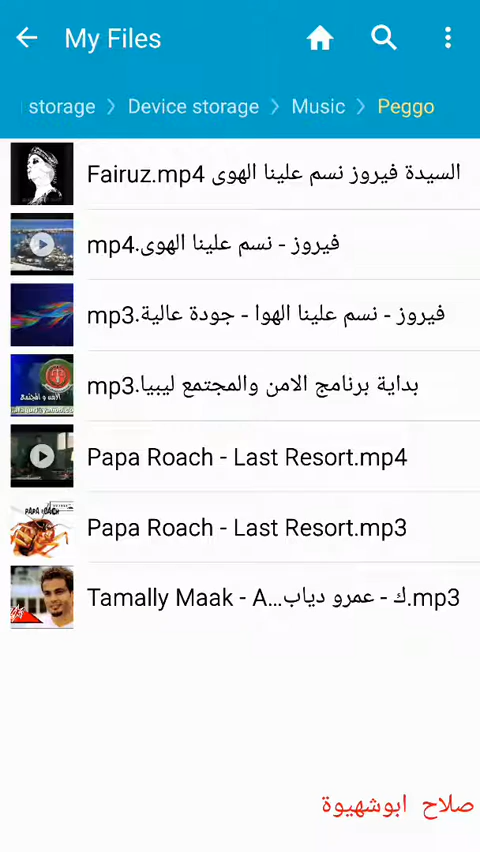 My Files
storage > Device storage > Music > Peggo
السيدة فيروز نسم علينا الهوى Fairuz.mp4
فيروز - نسم علينا الهوى.mp4
فيروز - نسم علينا الهوا - جودة عالية.mp3
بداية برنامج الامن والمجتمع ليبيا.mp3
Papa Roach - Last Resort.mp4
PAPA ROACH
Papa Roach - Last Resort.mp3
Tamally Maak - A...ك - عمرو دياب.mp3
صلاح ابوشهيوة